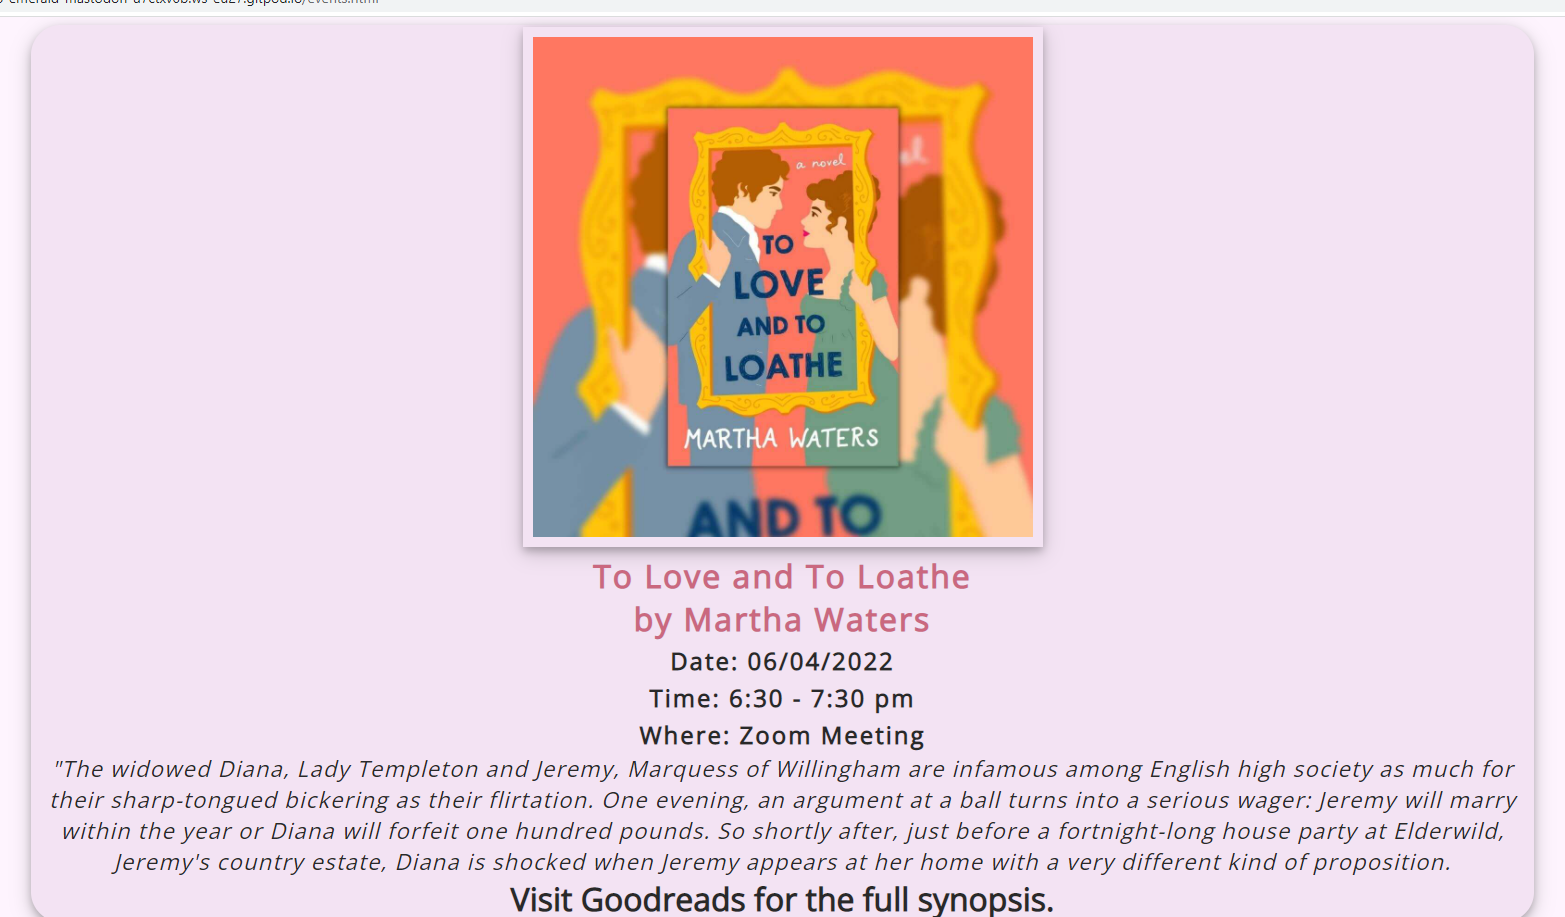 a novel
TO
LOVE
AND TO
LOATHE
MARTHA WATERS
el
AND TO
To Love and To Loathe
by Martha Waters
Date: 06/04/2022
Time: 6:30 - 7:30 pm
Where: Zoom Meeting
"The widowed Diana, Lady Templeton and Jeremy, Marquess of Willingham are infamous among English high society as much for
their sharp-tongued bickering as their flirtation. One evening, an argument at a ball turns into a serious wager: Jeremy will marry
within the year or Diana will forfeit one hundred pounds. So shortly after, just before a fortnight-long house party at Elderwild,
Jeremy's country estate, Diana is shocked when Jeremy appears at her home with a very different kind of proposition.
Visit Goodreads for the full synopsis.